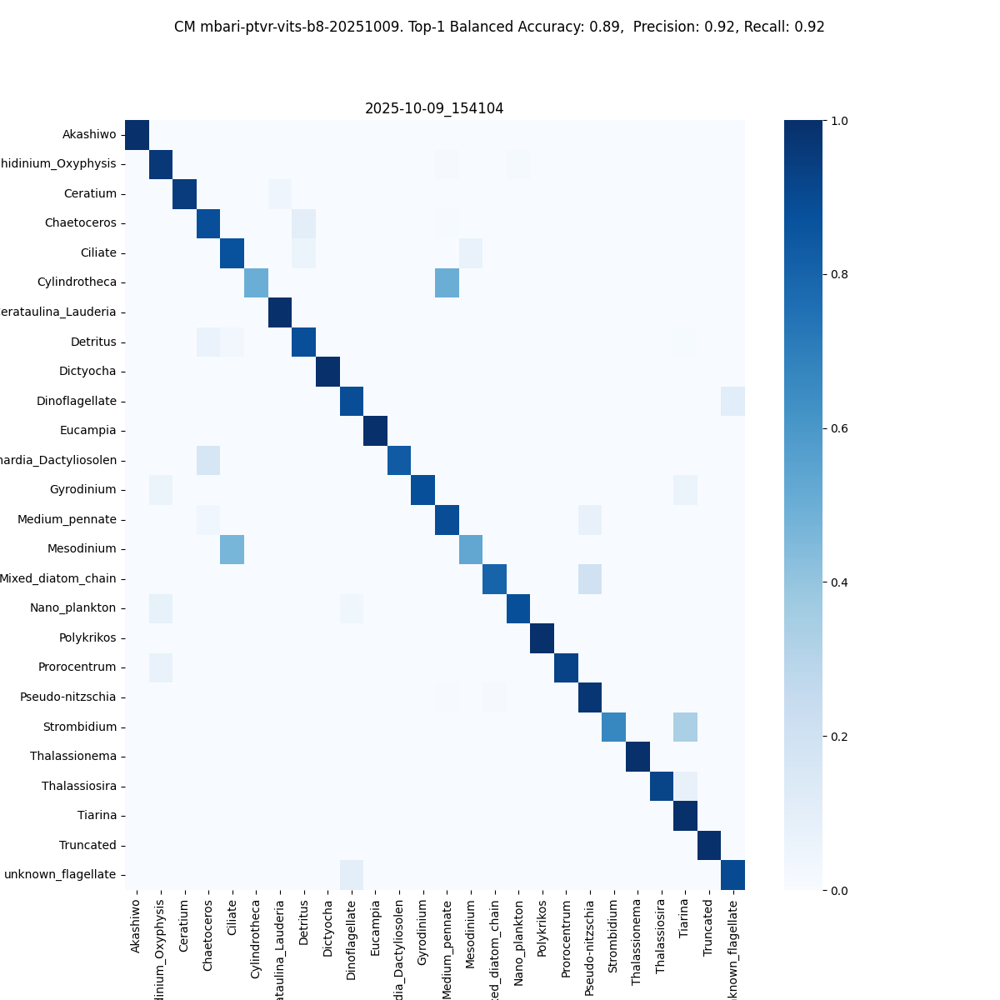 CM mbari-ptvr-vits-b8-20251009. Top-1 Balanced Accuracy: 0.89,  Precision: 0.92, Recall: 0.92
2025-10-09_154104
Akashiwo
hidinium_Oxyphysis
Ceratium
Chaetoceros
Ciliate
Cylindrotheca
erataulina_Lauderia
Detritus
Dictyocha
Dinoflagellate
Eucampia
nardia_Dactyliosolen
Gyrodinium
Medium_pennate
Mesodinium
Mixed_diatom_chain
Nano_plankton
Polykrikos
Prorocentrum
Pseudo-nitzschia
Strombidium
Thalassionema
Thalassiosira
Tiarina
Truncated
unknown_flagellate
Akashiwo
dinium_Oxyphysis
Ceratium
Chaetoceros
Ciliate
Cylindrotheca
ataulina_Lauderia
Detritus
Dictyocha
Dinoflagellate
Eucampia
dia_Dactyliosolen
Gyrodinium
Medium_pennate
Mesodinium
ed_diatom_chain
Nano_plankton
Polykrikos
Prorocentrum
Pseudo-nitzschia
Strombidium
Thalassionema
Thalassiosira
Tiarina
Truncated
known_flagellate
1.0
0.8
0.6
0.4
0.2
0.0